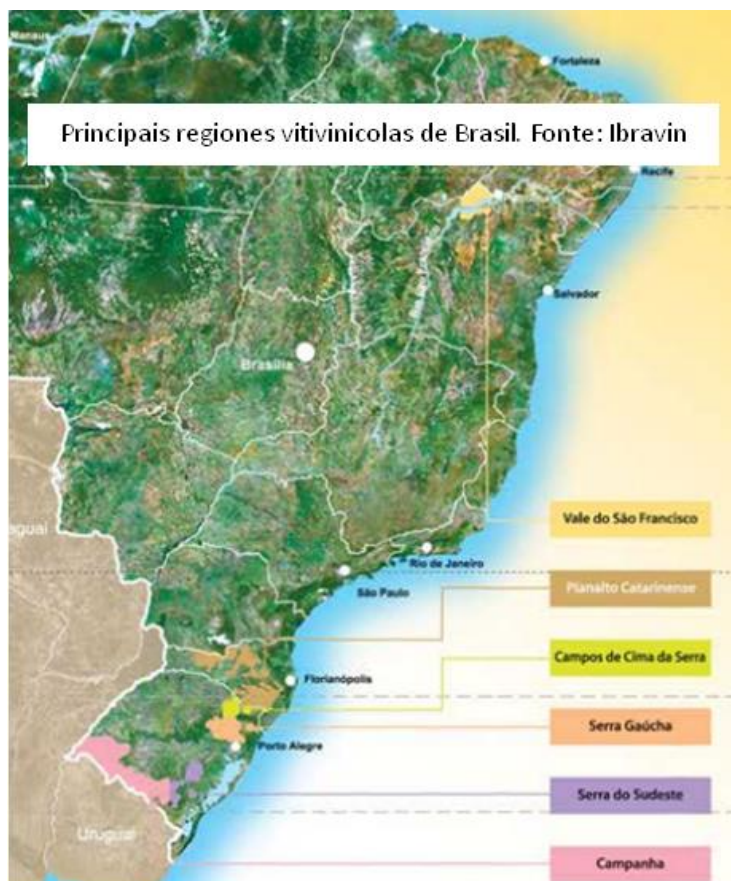 Manaus
Fortaleza
Principais regiones vitivinicolas de Brasil. Fonte: Ibravin
Recife
Salvador
Brasília
Vale do São Francisco
aguai
Rio de Janeiro
São Paulo
Planalto Catarinense
Campos de Cima da Serra
Florianópolis
Serra Gaúcha
Porto Alegre
Serra do Sudeste
Uruguai
Campanha